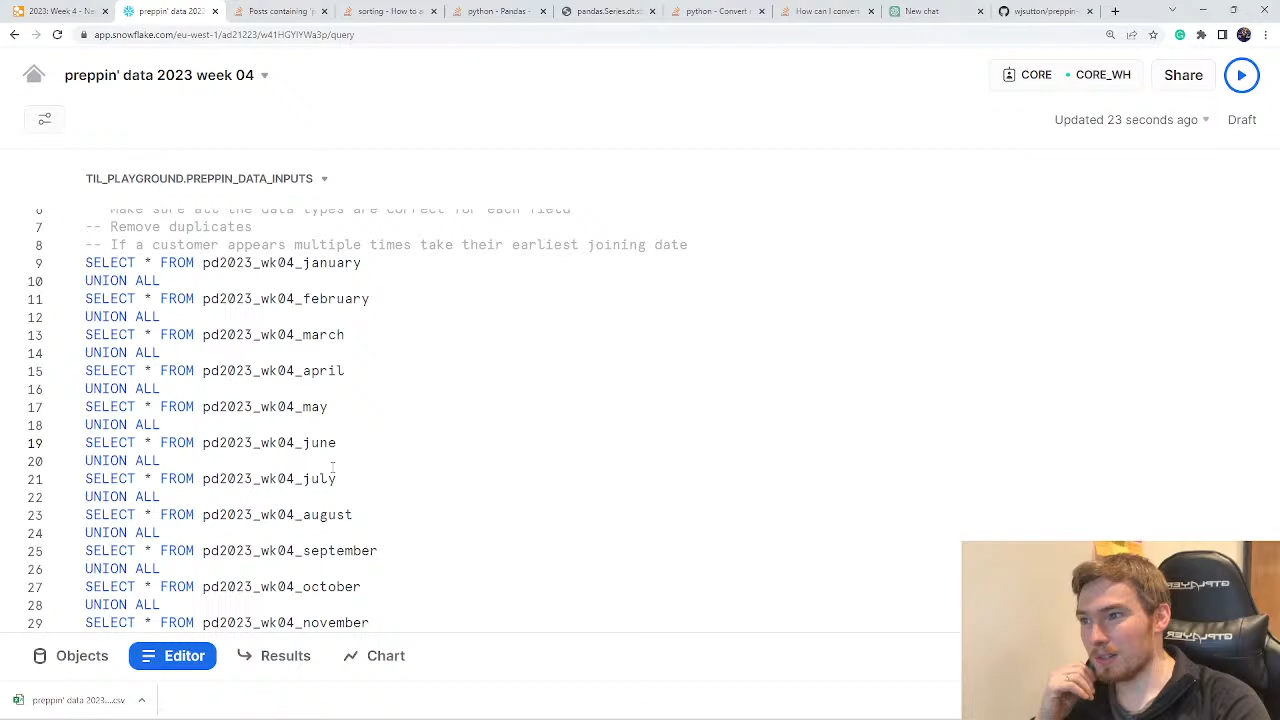 2023: Week 4 - Ne
preppin' data 202
Posts containing 'p
sorting - How to a
python - Pandas -
pandas.Series.dt.s
python - Convert
How can I convert
New chat
wjsutton/preppin-
app.snowflake.com/eu-west-1/ad21223/w41HGYlYWa3p/query
preppin' data 2023 week 04
CORE
CORE_WH
Share
Updated 23 seconds ago
Draft
TIL_PLAYGROUND.PREPPIN_DATA_INPUTS
6 Make sure all the data types are correct for each field
7 -- Remove duplicates
8 -- If a customer appears multiple times take their earliest joining date
9 SELECT * FROM pd2023_wk04_january
10 UNION ALL
11 SELECT * FROM pd2023_wk04_february
12 UNION ALL
13 SELECT * FROM pd2023_wk04_march
14 UNION ALL
15 SELECT * FROM pd2023_wk04_april
16 UNION ALL
17 SELECT * FROM pd2023_wk04_may
18 UNION ALL
19 SELECT * FROM pd2023_wk04_june
20 UNION ALL
21 SELECT * FROM pd2023_wk04_july
22 UNION ALL
23 SELECT * FROM pd2023_wk04_august
24 UNION ALL
25 SELECT * FROM pd2023_wk04_september
26 UNION ALL
27 SELECT * FROM pd2023_wk04_october
28 UNION ALL
29 SELECT * FROM pd2023_wk04_november
Objects
Editor
Results
Chart
preppin' data 2023....csv
GTPLAYER
GTPLAYER